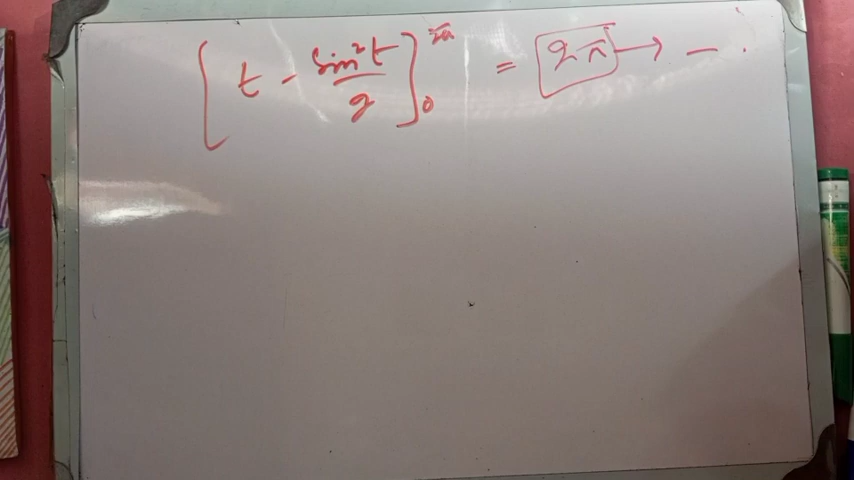 [t - sin²t/2]₀^2π = 2π → - .